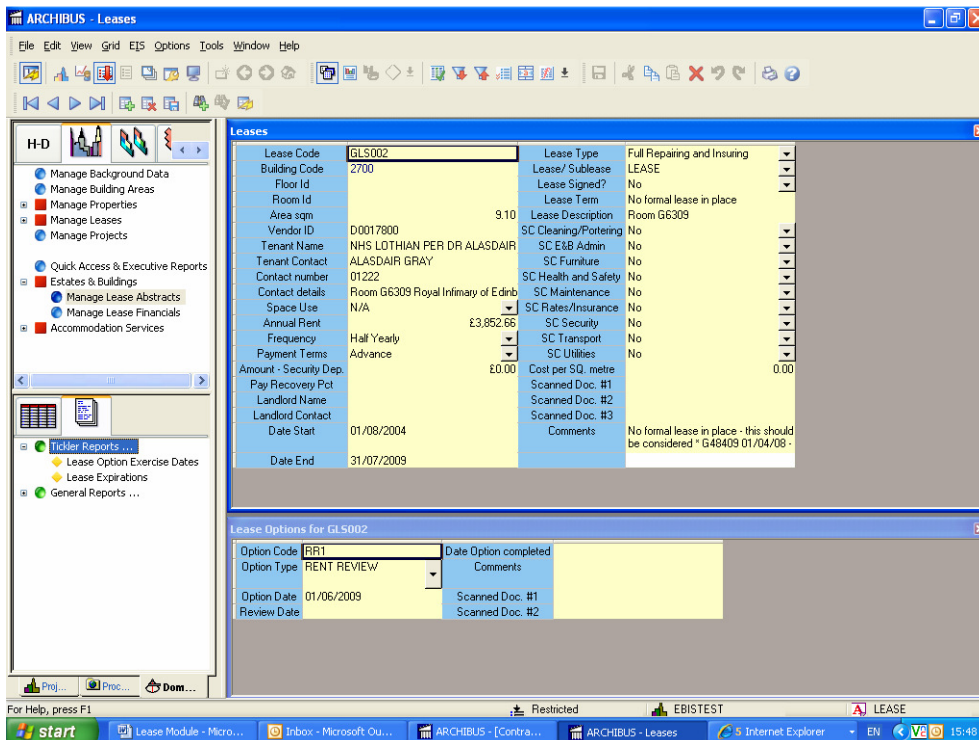 ARCHIBUS - Leases
File Edit View Grid EIS Options Tools Window Help
H-D
Manage Background Data
Manage Building Areas
Manage Properties
Manage Leases
Manage Projects
Quick Access & Executive Reports
Estates & Buildings
Manage Lease Abstracts
Manage Lease Financials
Accommodation Services
Tickler Reports ...
Lease Option Exercise Dates
Lease Expirations
General Reports ...
Proj... Proc... Dom...
Leases
Lease Code GLS002 Lease Type Full Repairing and Insuring
Building Code 2700 Lease/ Sublease LEASE
Floor Id Lease Signed? No
Room Id Lease Term No formal lease in place
Area sqm 9.10 Lease Description Room G6309
Vendor ID D0017800 SC Cleaning/Portering No
Tenant Name NHS LOTHIAN PER DR ALASDAIR SC E&B Admin No
Tenant Contact ALASDAIR GRAY SC Furniture No
Contact number 01222 SC Health and Safety No
Contact details Room G6309 Royal Infimary of Edinb SC Maintenance No
Space Use N/A SC Rates/Insurance No
Annual Rent £3,852.66 SC Security No
Frequency Half Yearly SC Transport No
Payment Terms Advance SC Utilities No
Amount - Security Dep. £0.00 Cost per SQ. metre 0.00
Pay Recovery Pct Scanned Doc. #1
Landlord Name Scanned Doc. #2
Landlord Contact Scanned Doc. #3
Date Start 01/08/2004 Comments No formal lease in place - this should
be considered * G48409 01/04/08 -
Date End 31/07/2009
Lease Options for GLS002
Option Code RR1 Date Option completed
Option Type RENT REVIEW Comments
Option Date 01/06/2009 Scanned Doc. #1
Review Date Scanned Doc. #2
For Help, press F1 Restricted EBISTEST LEASE
start Lease Module - Micro... Inbox - Microsoft Ou... ARCHIBUS - [Contra... ARCHIBUS - Leases 5 Internet Explorer EN 15:48